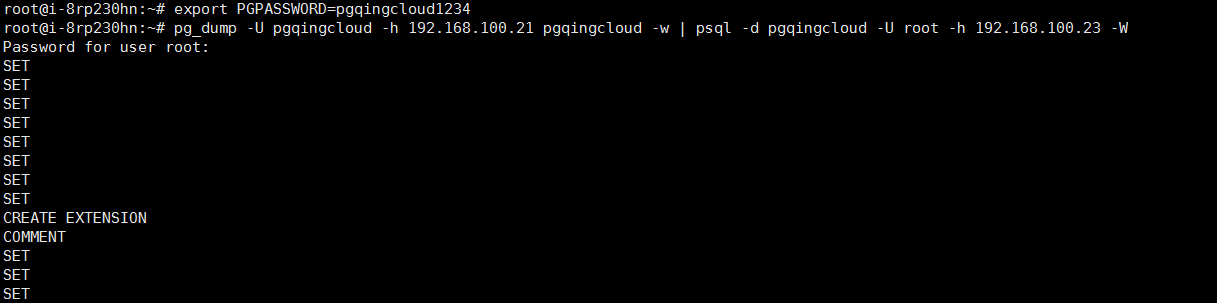 root@i-8rp230hn:~# export PGPASSWORD=pgqingcloud1234
root@i-8rp230hn:~# pg_dump -U pgqingcloud -h 192.168.100.21 pgqingcloud -w | psql -d pgqingcloud -U root -h 192.168.100.23 -W
Password for user root:
SET
SET
SET
SET
SET
SET
SET
SET
CREATE EXTENSION
COMMENT
SET
SET
SET